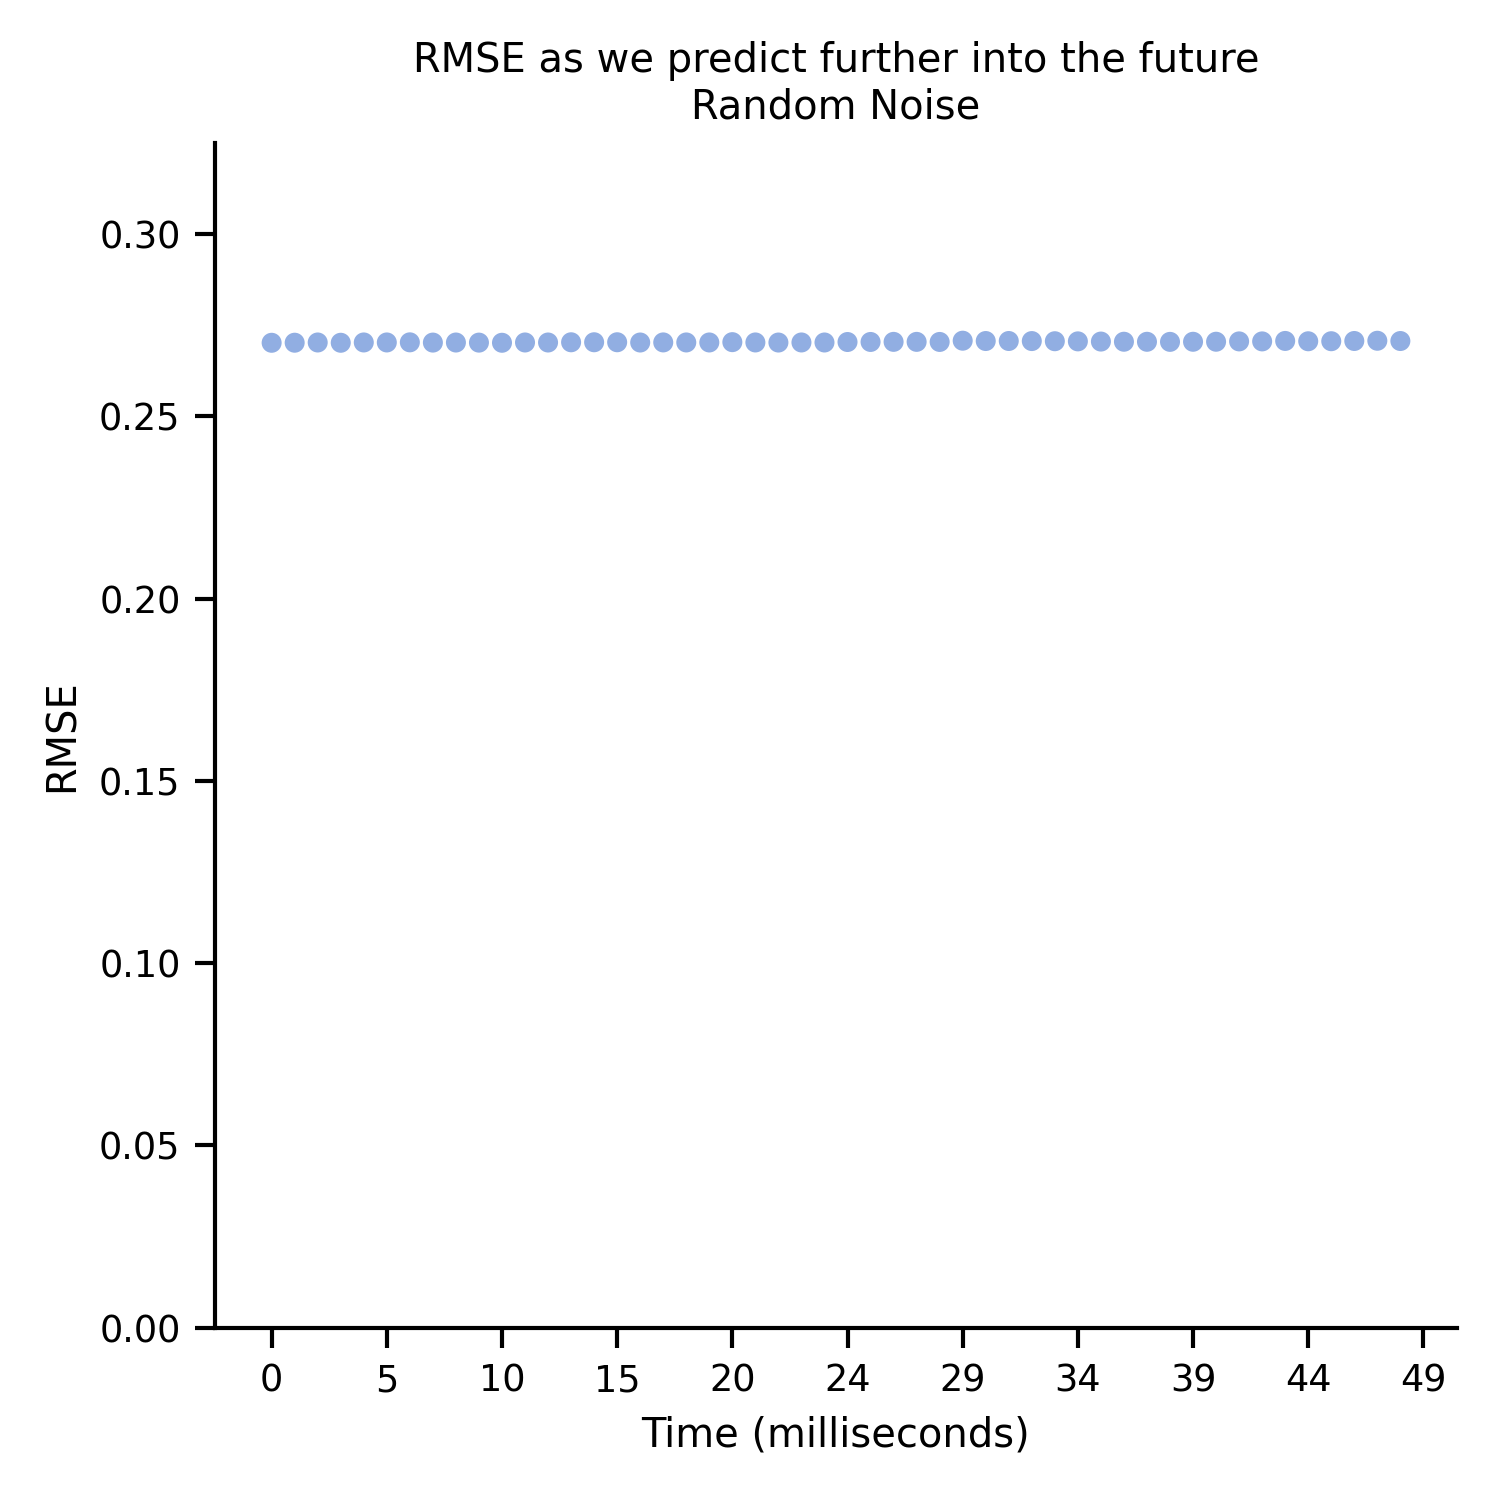 RMSE as we predict further into the future
Random Noise
0.30
0.25
0.20
0.15
0.10
0.05
0.00
RMSE
0 5 10 15 20 24 29 34 39 44 49
Time (milliseconds)